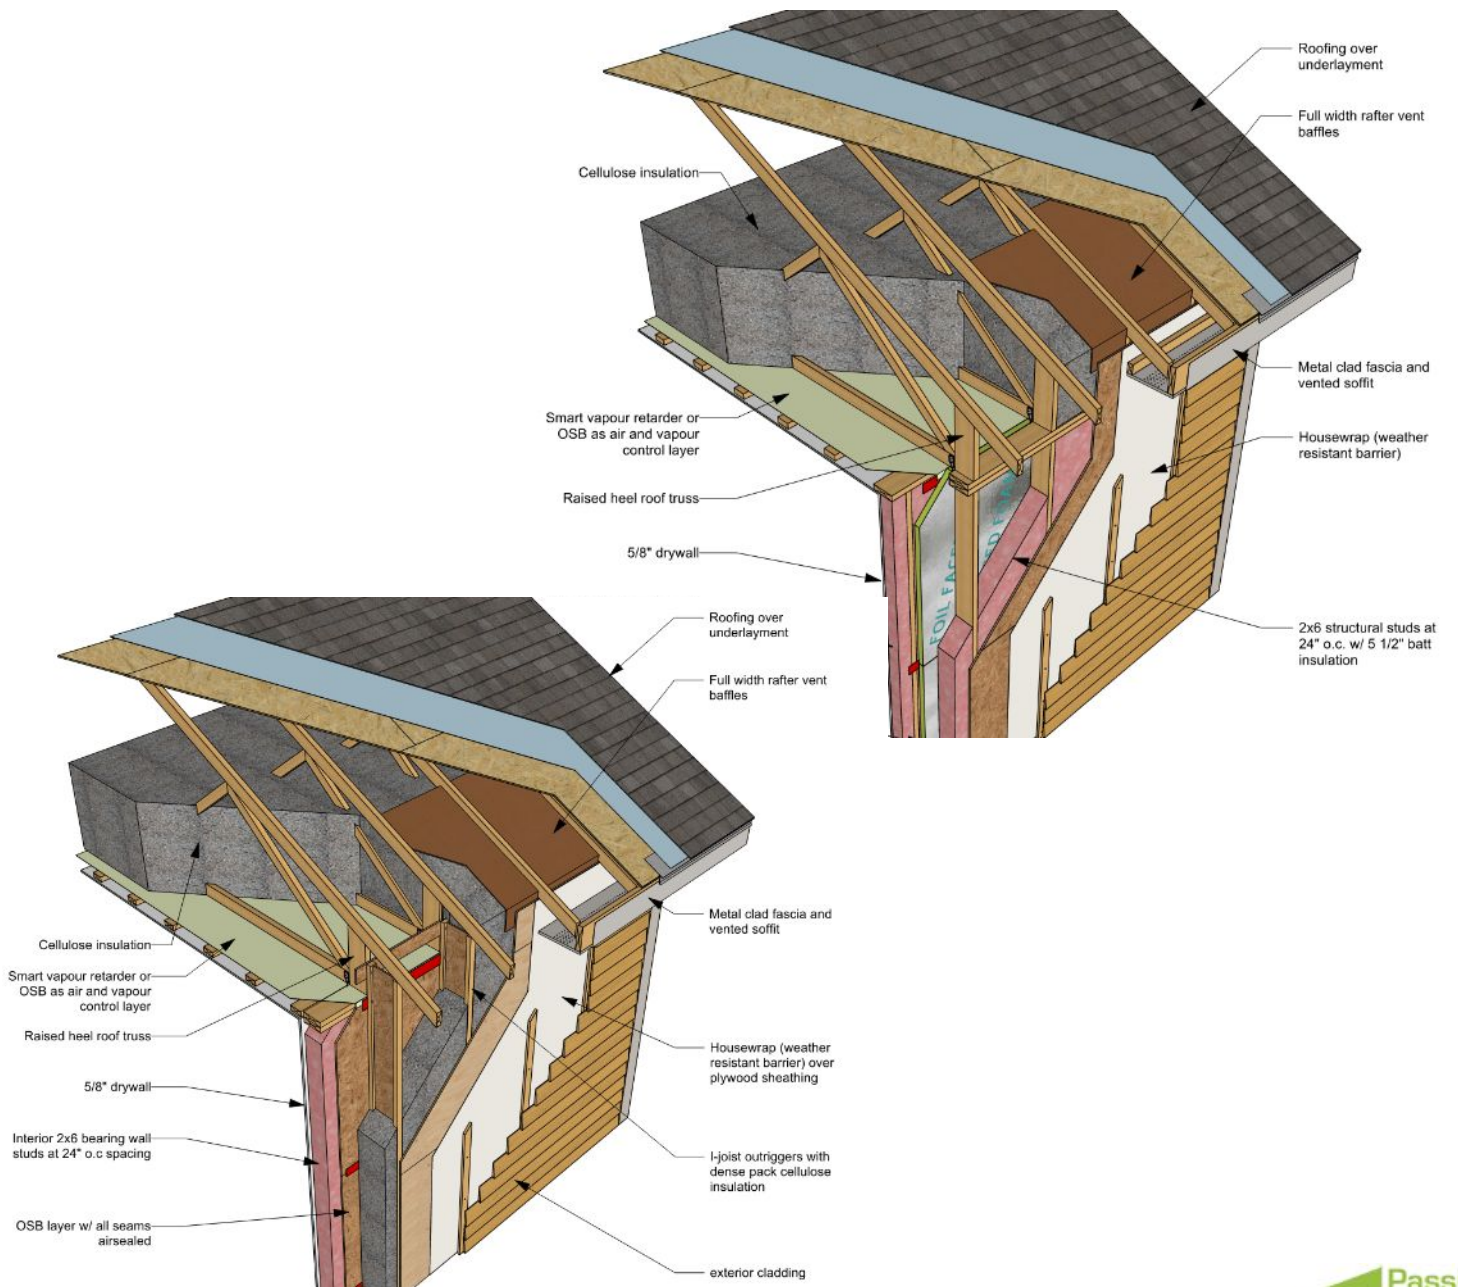 Roofing over
underlayment
Full width rafter vent
baffles
Cellulose insulation
Metal clad fascia and
vented soffit
Smart vapour retarder or
OSB as air and vapour
control layer
Housewrap (weather
resistant barrier)
Raised heel roof truss
5/8" drywall
FOIL FACE
ED FOA
2x6 structural studs at
24" o.c. w/ 5 1/2" batt
insulation
Roofing over
underlayment
Full width rafter vent
baffles
Metal clad fascia and
vented soffit
Cellulose insulation
Smart vapour retarder or
OSB as air and vapour
control layer
Raised heel roof truss
Housewrap (weather
resistant barrier) over
plywood sheathing
5/8" drywall
Interior 2x6 bearing wall
studs at 24" o.c spacing
I-joist outriggers with
dense pack cellulose
insulation
OSB layer w/ all seams
airsealed
exterior cladding
Pass